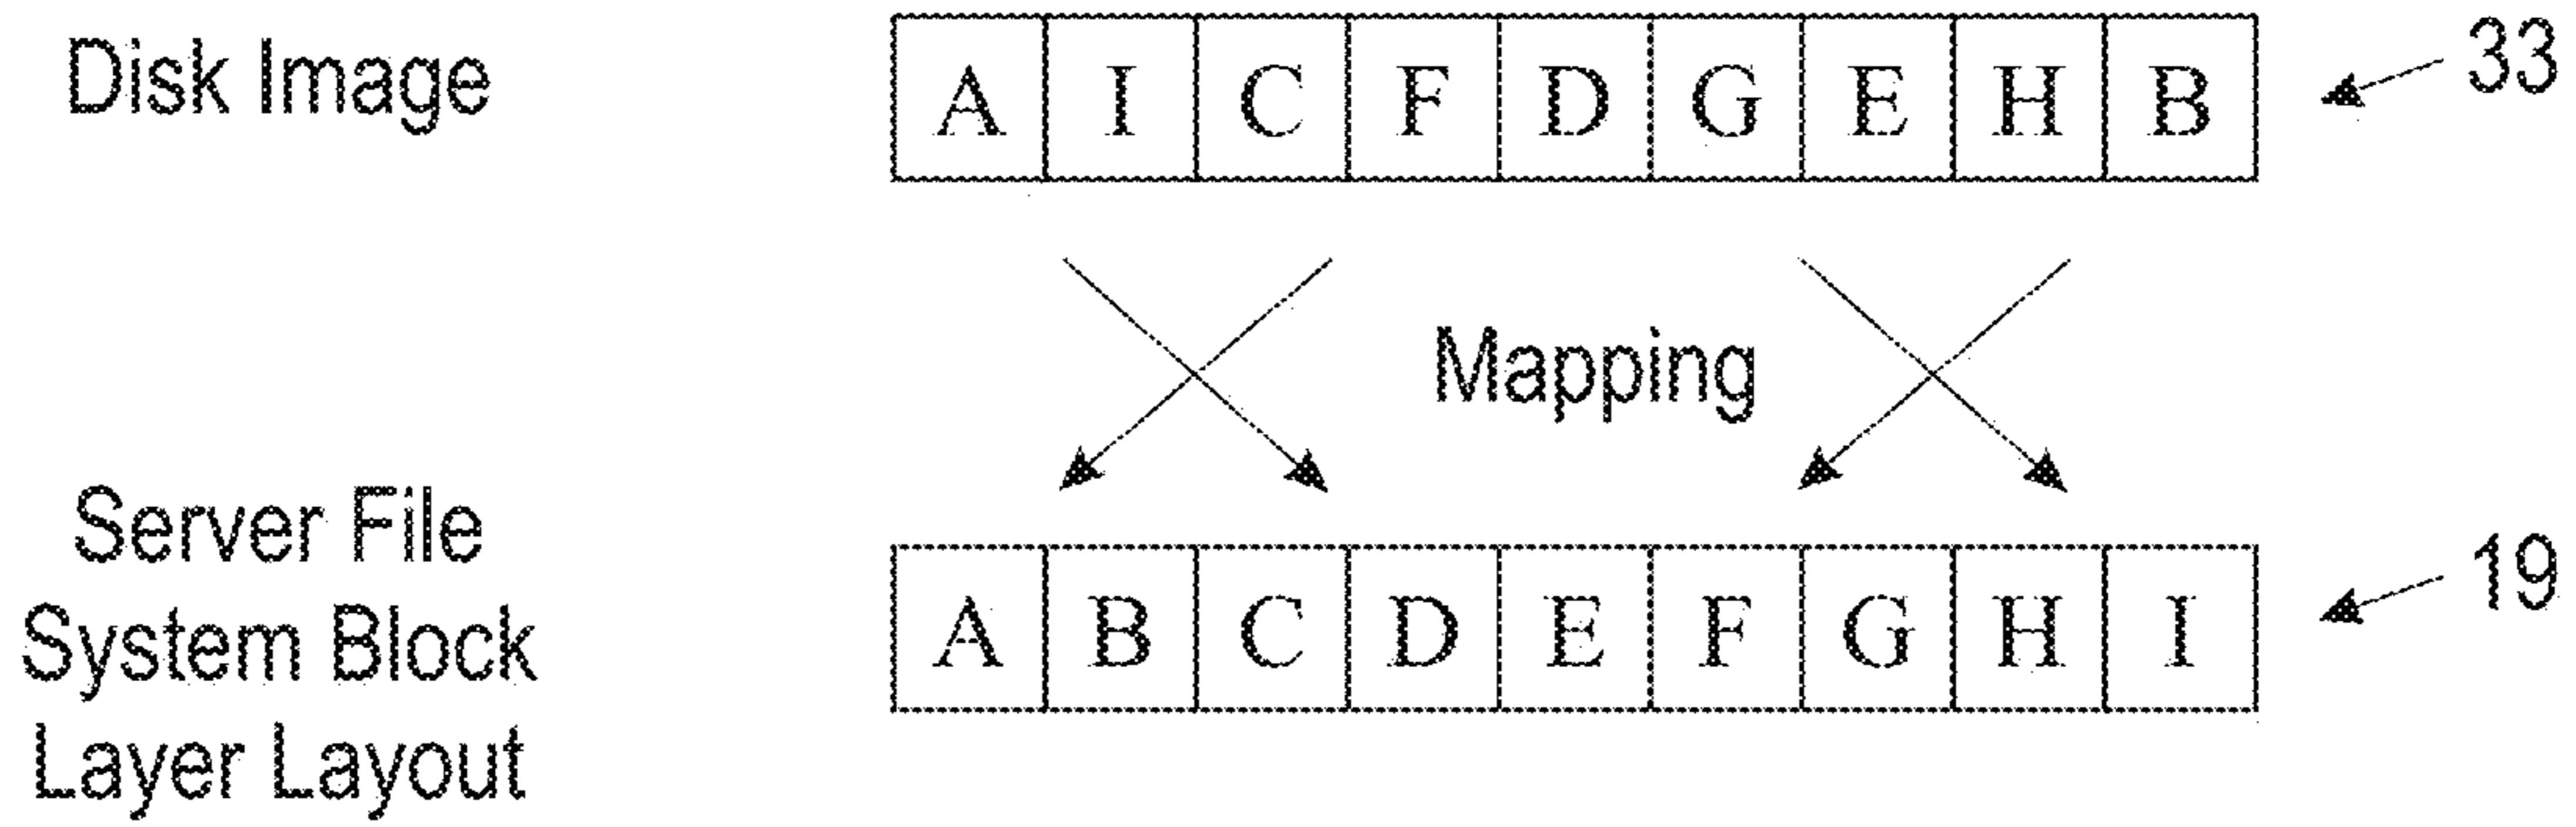 Disk Image A I C F D G E H B 33
Mapping
Server File
System Block
Layer Layout
A B C D E F G H I 19